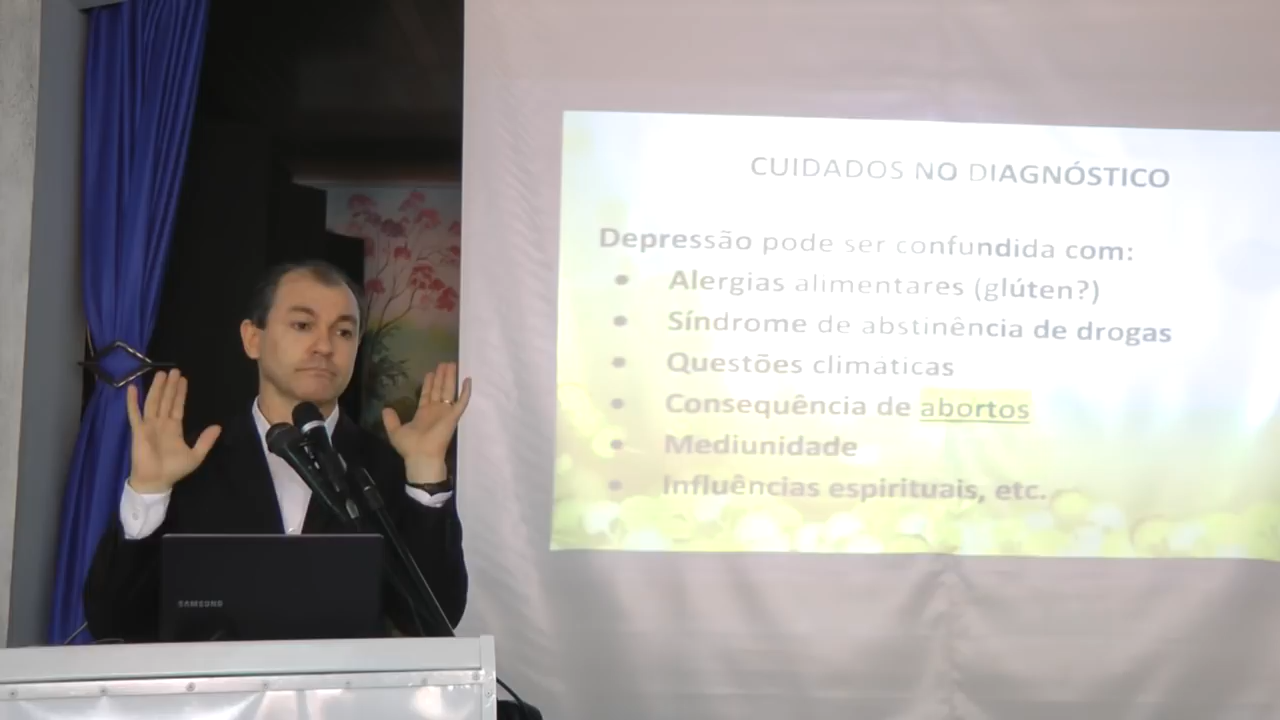 CUIDADOS NO DIAGNÓSTICO
Depressão pode ser confundida com:
• Alergias alimentares (glúten?)
• Síndrome de abstinência de drogas
• Questões climáticas
• Consequência de abortos
• Mediunidade
• Influências espirituais, etc.
SAMSUNG